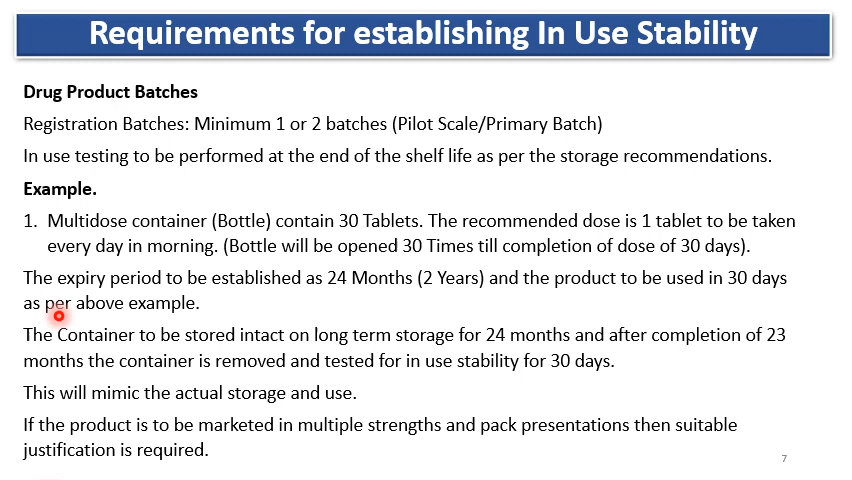 Requirements for establishing In Use Stability
Drug Product Batches
Registration Batches: Minimum 1 or 2 batches (Pilot Scale/Primary Batch)
In use testing to be performed at the end of the shelf life as per the storage recommendations.
Example.
1. Multidose container (Bottle) contain 30 Tablets. The recommended dose is 1 tablet to be taken
every day in morning. (Bottle will be opened 30 Times till completion of dose of 30 days).
The expiry period to be established as 24 Months (2 Years) and the product to be used in 30 days
as per above example.
The Container to be stored intact on long term storage for 24 months and after completion of 23
months the container is removed and tested for in use stability for 30 days.
This will mimic the actual storage and use.
If the product is to be marketed in multiple strengths and pack presentations then suitable
justification is required.
7